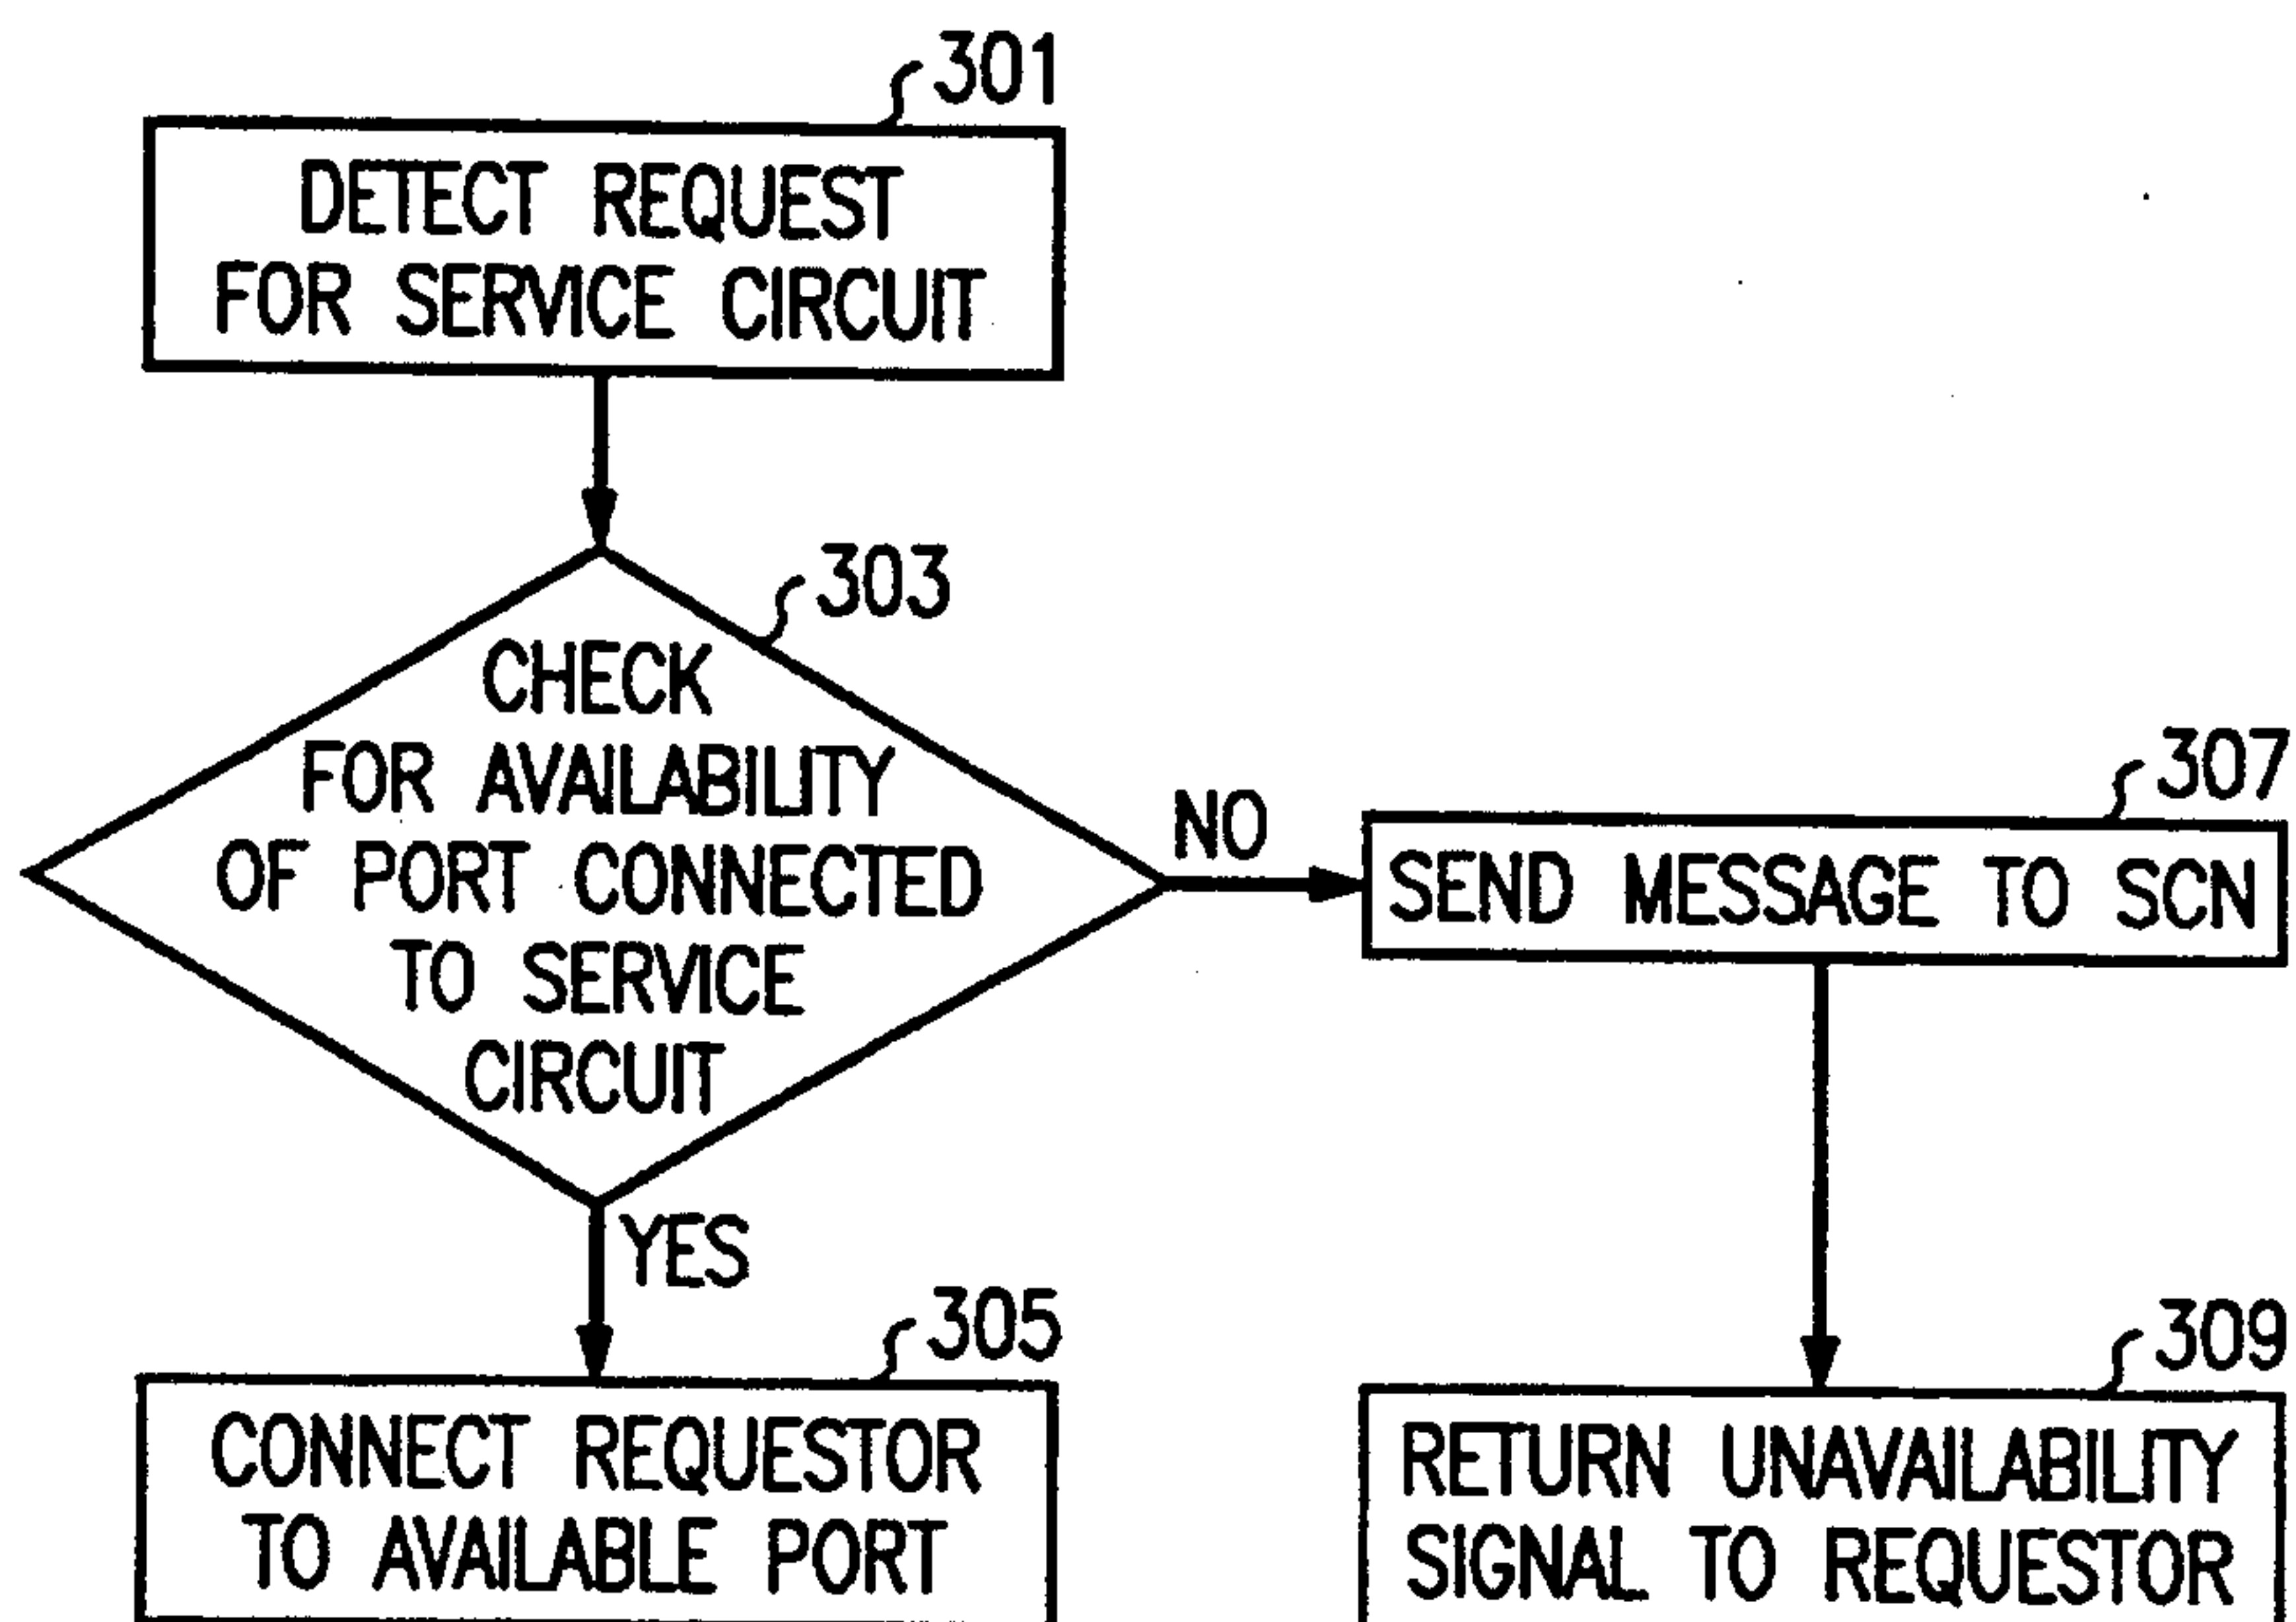 301
DETECT REQUEST
FOR SERVICE CIRCUIT
303
CHECK
FOR AVAILABILITY
OF PORT CONNECTED
TO SERVICE
CIRCUIT
NO
307
SEND MESSAGE TO SCN
YES
305
CONNECT REQUESTOR
TO AVAILABLE PORT
309
RETURN UNAVAILABILITY
SIGNAL TO REQUESTOR